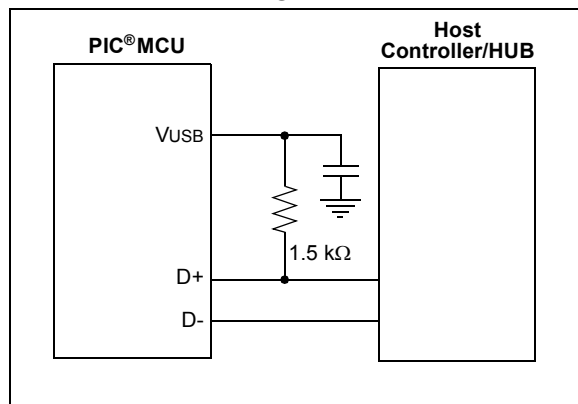 PIC®MCU
Host
Controller/HUB
VUSB
1.5 kΩ
D+
D-